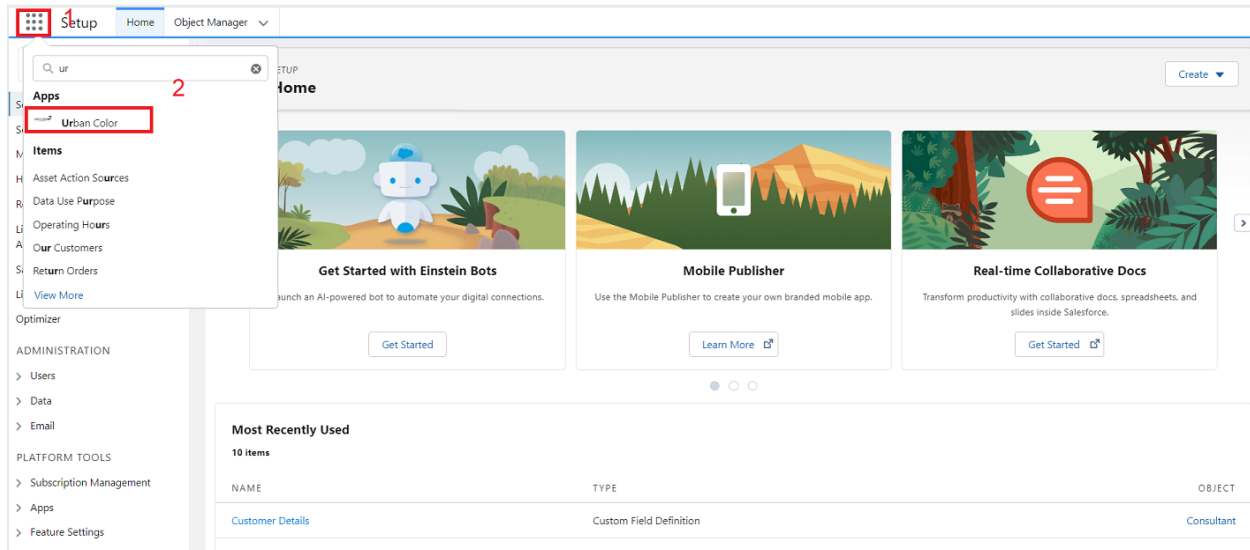 1
Setup
Home
Object Manager
ur
2
Apps
Urban Color
Items
Asset Action Sources
Data Use Purpose
Operating Hours
Our Customers
Return Orders
View More
Optimizer
ADMINISTRATION
Users
Data
Email
PLATFORM TOOLS
Subscription Management
Apps
Feature Settings
ETUP
Home
Create
Get Started with Einstein Bots
aunch an AI-powered bot to automate your digital connections.
Get Started
Mobile Publisher
Use the Mobile Publisher to create your own branded mobile app.
Learn More
Real-time Collaborative Docs
Transform productivity with collaborative docs, spreadsheets, and
slides inside Salesforce.
Get Started
Most Recently Used
10 items
NAME TYPE OBJECT
Customer Details Custom Field Definition Consultant